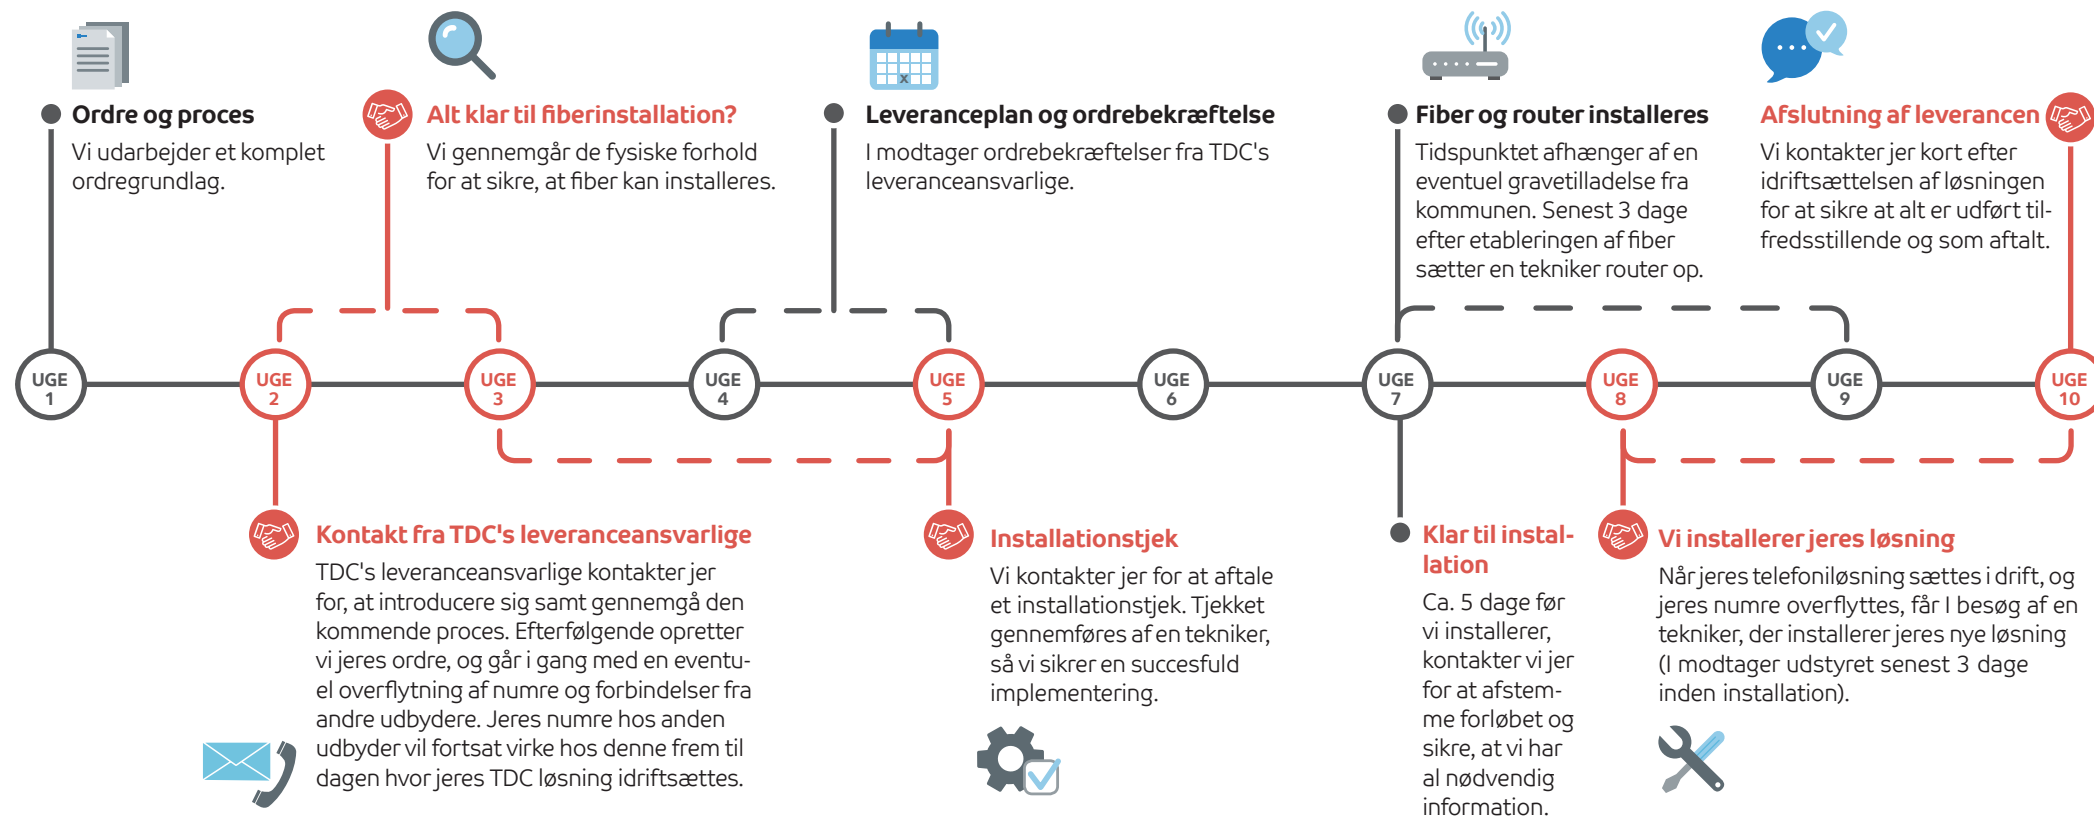 Ordre og proces
Vi udarbejder et komplet
ordregrundlag.
Alt klar til fiberinstallation?
Vi gennemgår de fysiske forhold
for at sikre, at fiber kan installeres.
x
Leveranceplan og ordrebekræftelse
I modtager ordrebekræftelser fra TDC's
leveranceansvarlige.
Fiber og router installeres
Tidspunktet afhænger af en
eventuel gravetilladelse fra
kommunen. Senest 3 dage
efter etableringen af fiber
sætter en tekniker router op.
Afslutning af leverancen
Vi kontakter jer kort efter
idriftsættelsen af løsningen
for at sikre at alt er udført til-
fredsstillende og som aftalt.
UGE
1
UGE
2
UGE
3
UGE
4
UGE
5
UGE
6
UGE
7
UGE
8
UGE
9
UGE
10
Kontakt fra TDC's leveranceansvarlige
TDC's leveranceansvarlige kontakter jer
for, at introducere sig samt gennemgå den
kommende proces. Efterfølgende opretter
vi jeres ordre, og går i gang med en eventu-
el overflytning af numre og forbindelser fra
andre udbydere. Jeres numre hos anden
udbyder vil fortsat virke hos denne frem til
dagen hvor jeres TDC løsning idriftsættes.
Installationstjek
Vi kontakter jer for at aftale
et installationstjek. Tjekket
gennemføres af en tekniker,
så vi sikrer en succesfuld
implementering.
Klar til instal-
lation
Ca. 5 dage før
vi installerer,
kontakter vi jer
for at afstem-
me forløbet og
sikre, at vi har
al nødvendig
information.
Vi installerer jeres løsning
Når jeres telefoniløsning sættes i drift, og
jeres numre overflyttes, får I besøg af en
tekniker, der installerer jeres nye løsning
(I modtager udstyret senest 3 dage
inden installation).